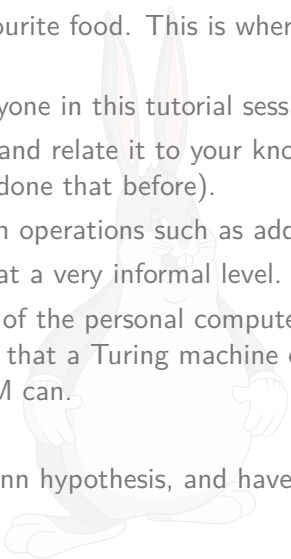 ourite food. This is wher
yone in this tutorial sess
and relate it to your kno
done that before).
n operations such as add
at a very informal level.
of the personal compute
that a Turing machine
M can.
nn hypothesis, and have